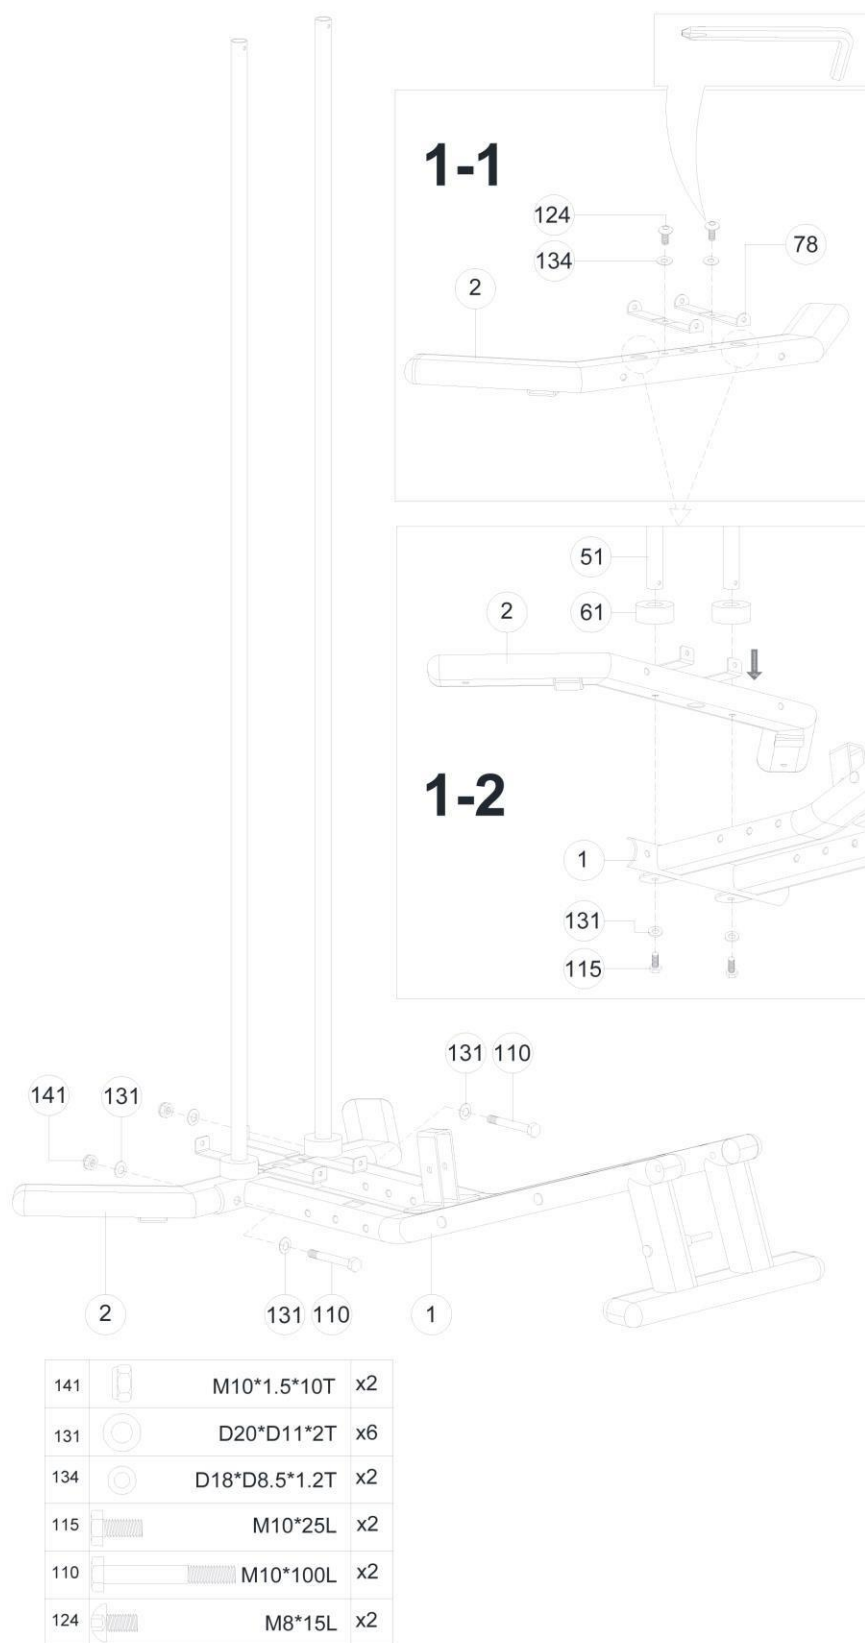 1-1
124
134
78
2
51
61
2
1-2
1
131
115
131 110
141 131
2
131 110
1
141 M10*1.5*10T x2
131 D20*D11*2T x6
134 D18*D8.5*1.2T x2
115 M10*25L x2
110 M10*100L x2
124 M8*15L x2